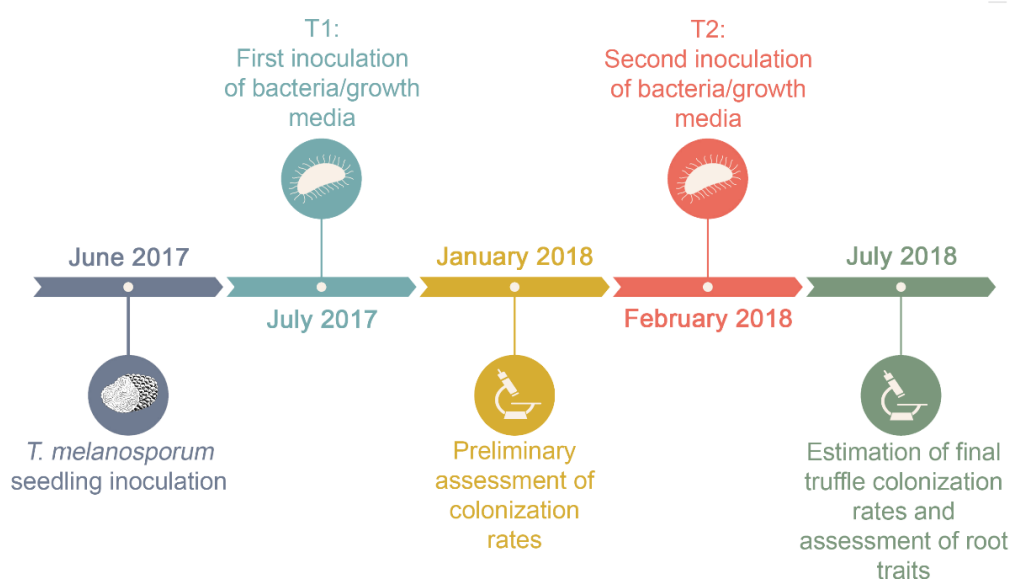 T1:
First inoculation
of bacteria/growth
media
T2:
Second inoculation
of bacteria/growth
media
June 2017
January 2018
July 2018
July 2017
February 2018
T. melanosporum
seedling inoculation
Preliminary
assessment of
colonization
rates
Estimation of final
truffle colonization
rates and
assessment of root
traits